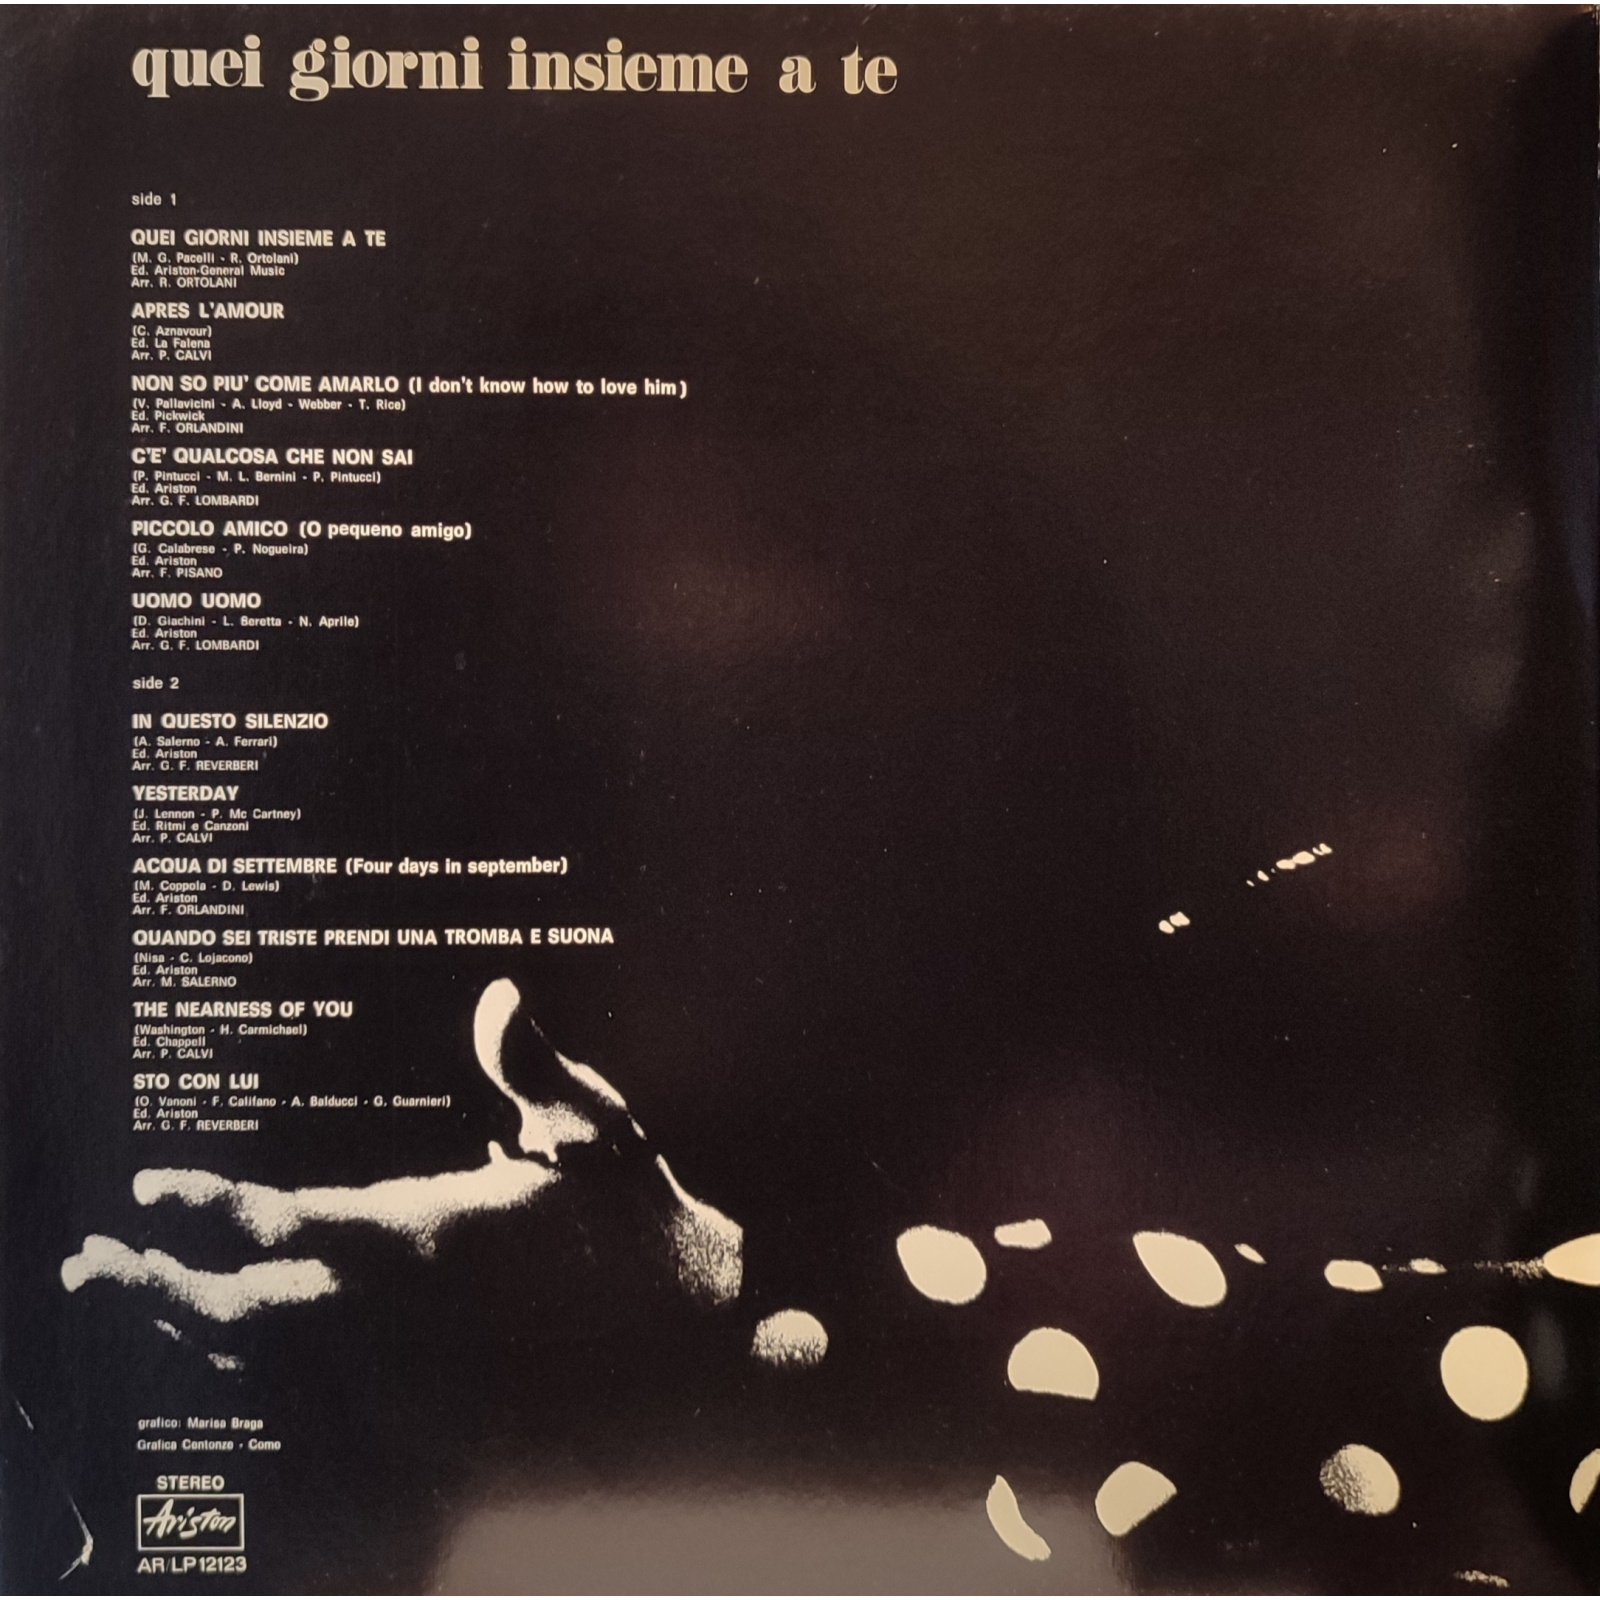 quei giorni insieme a te
side 1
QUEI GIORNI INSIEME A TE
(M. G. Pacelli - R. Ortolani)
Ed. Ariston-General Music
Arr. R. ORTOLANI
APRES L'AMOUR
(C. Aznavour)
Ed. La Falena
Arr. P. CALVI
NON SO PIU' COME AMARLO (I don't know how to love him)
(V. Pallavicini - A. Lloyd - Webber - T. Rice)
Ed. Pickwick
Arr. F. ORLANDINI
C'E' QUALCOSA CHE NON SAI
(P. Pintucci - M. L. Bernini - P. Pintucci)
Ed. Ariston
Arr. G. F. LOMBARDI
PICCOLO AMICO (O pequeno amigo)
(G. Calabrese - P. Nogueira)
Ed. Ariston
Arr. F. PISANO
UOMO UOMO
(D. Giachini - L. Beretta - N. Aprile)
Ed. Ariston
Arr. G. F. LOMBARDI
side 2
IN QUESTO SILENZIO
(A. Salerno - A. Ferrari)
Ed. Ariston
Arr. G. F. REVERBERI
YESTERDAY
(J. Lennon - P. Mc Cartney)
Ed. Ritmi e Canzoni
Arr. P. CALVI
ACQUA DI SETTEMBRE (Four days in september)
(M. Coppola - D. Lewis)
Ed. Ariston
Arr. F. ORLANDINI
QUANDO SEI TRISTE PRENDI UNA TROMBA E SUONA
(Nisa - C. Lojacono)
Ed. Ariston
Arr. M. SALERNO
THE NEARNESS OF YOU
(Washington - H. Carmichael)
Ed. Chappell
Arr. P. CALVI
STO CON LUI
(O. Vanoni - F. Califano - A. Balducci - G. Guarnieri)
Ed. Ariston
Arr. G. F. REVERBERI
grafico: Marisa Braga
Grafica Centonze - Como
STEREO
Ariston
AR/LP 12123